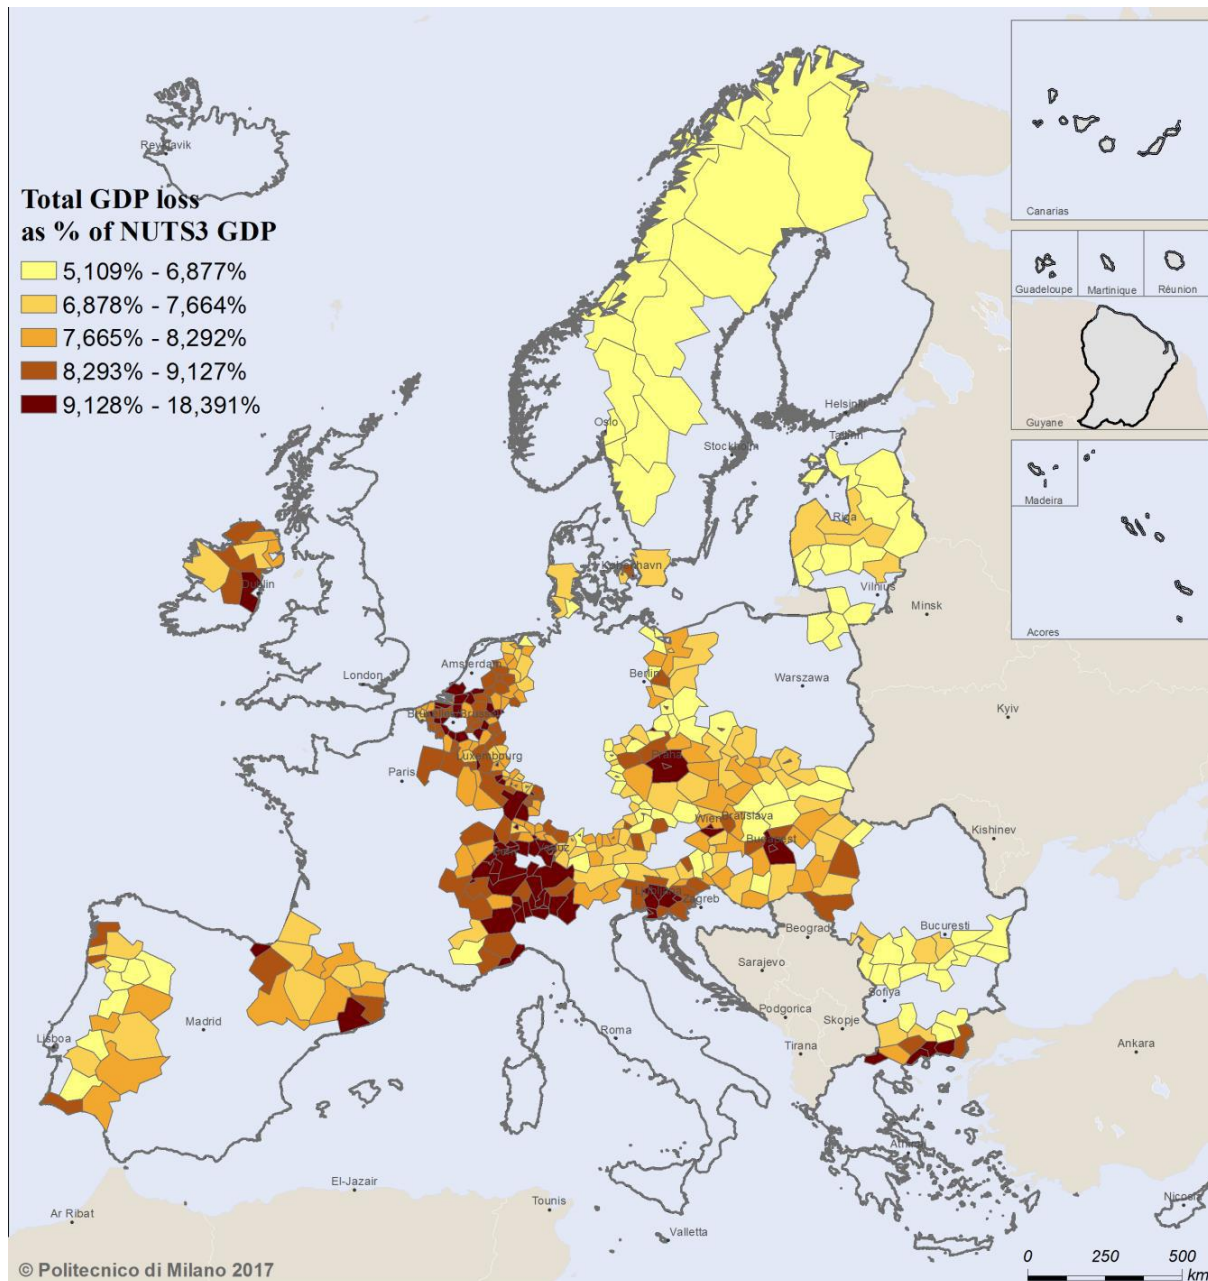 Reykjavik
Total GDP loss
as % of NUTS3 GDP
5,109% - 6,877%
6,878% - 7,664%
7,665% - 8,292%
8,293% - 9,127%
9,128% - 18,391%
Canarias
Guadeloupe
Martinique
Réunion
Guyane
Madeira
Acores
Oslo
Stockholm
Riga
Vilnius
Minsk
Dublin
London
Amsterdam
Berlin
Warszawa
Kyiv
Paris
Luxembourg
Praha
Wien
Bratislava
Budapest
Kishinev
Ljubljana
Zagreb
Beograd
Bucuresti
Sarajevo
Sofiya
Podgorica
Skopje
Tirana
Roma
Madrid
Lisboa
Ankara
El-Jazair
Tounis
Ar Ribat
Valletta
0 250 500
km
© Politecnico di Milano 2017